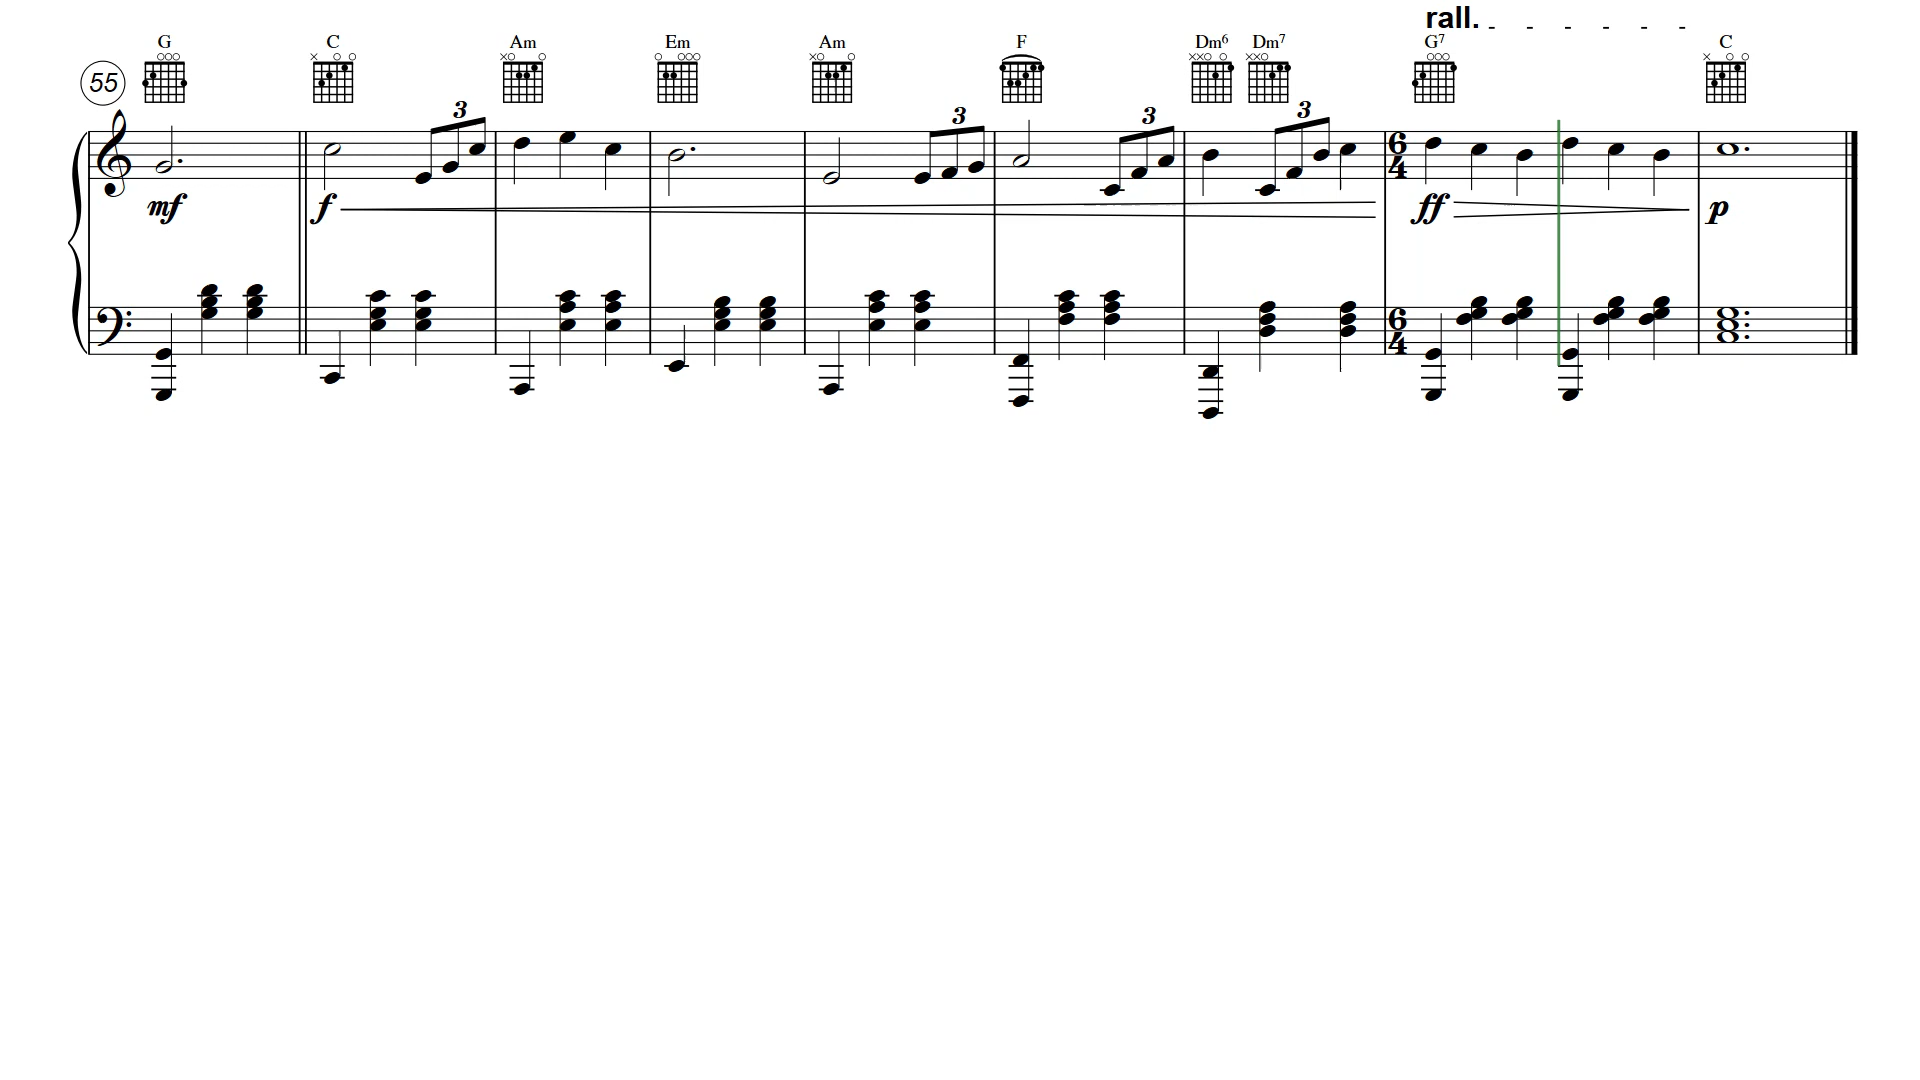 rall. - - - - - -
G C Am Em Am F Dm6 Dm7 G7 C
55
3 3 3 3
6 4
mf f ff p
6 4